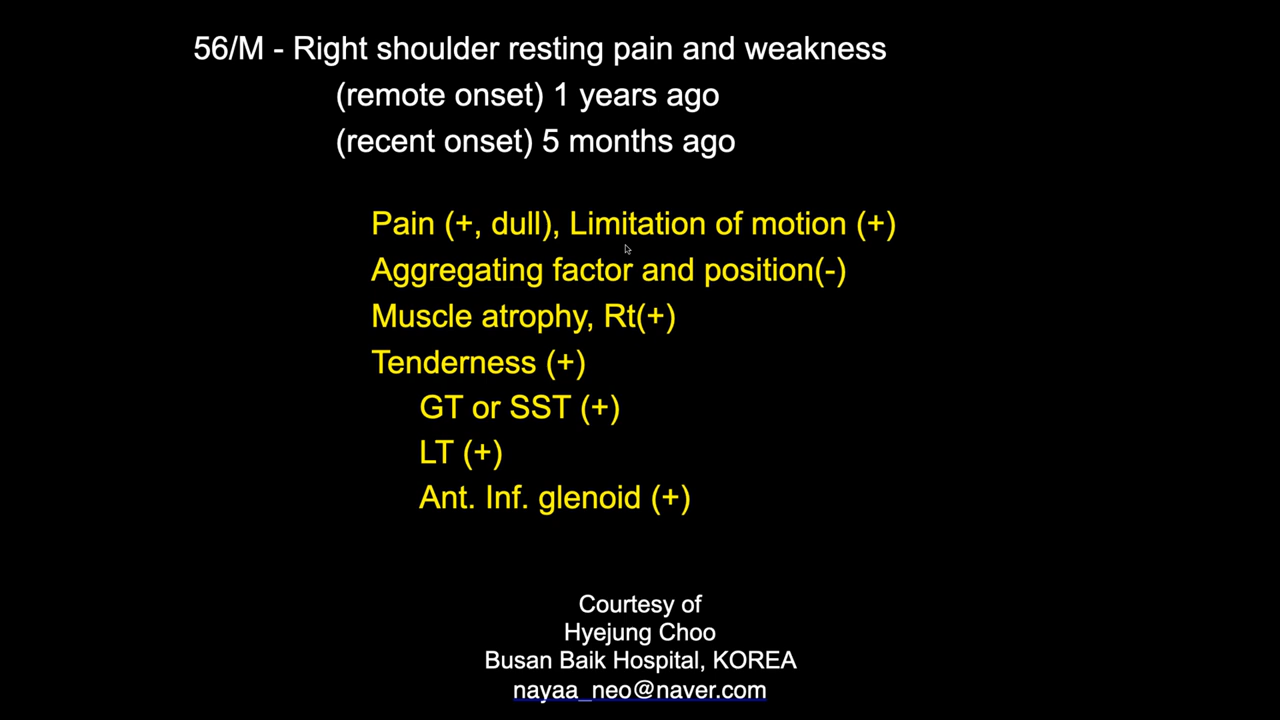 56/M - Right shoulder resting pain and weakness
(remote onset) 1 years ago
(recent onset) 5 months ago
Pain (+, dull), Limitation of motion (+)
Aggregating factor and position(-)
Muscle atrophy, Rt(+)
Tenderness (+)
GT or SST (+)
LT (+)
Ant. Inf. glenoid (+)
Courtesy of
Hyejung Choo
Busan Baik Hospital, KOREA
nayaa_neo@naver.com